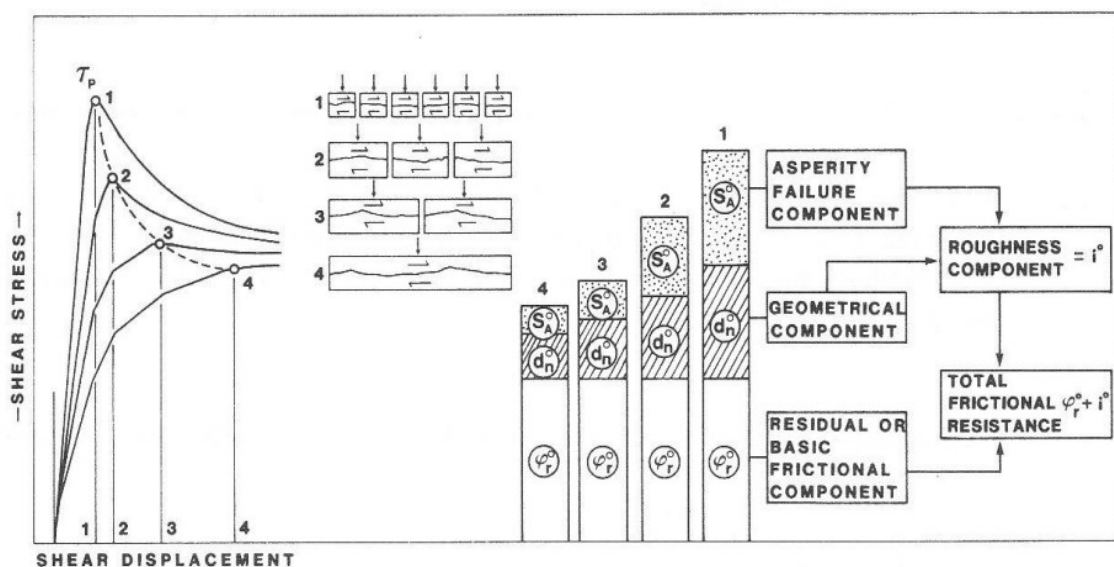 τp
1
2
3
4
—SHEAR STRESS→
1 2 3 4
SHEAR DISPLACEMENT
1
2
3
4
4
S°A
d°n
φ°r
3
S°A
d°n
φ°r
2
S°A
d°n
φ°r
1
S°A
d°n
φ°r
ASPERITY
FAILURE
COMPONENT
GEOMETRICAL
COMPONENT
RESIDUAL OR
BASIC
FRICTIONAL
COMPONENT
ROUGHNESS
COMPONENT = i°
TOTAL
FRICTIONAL φ°r + i°
RESISTANCE